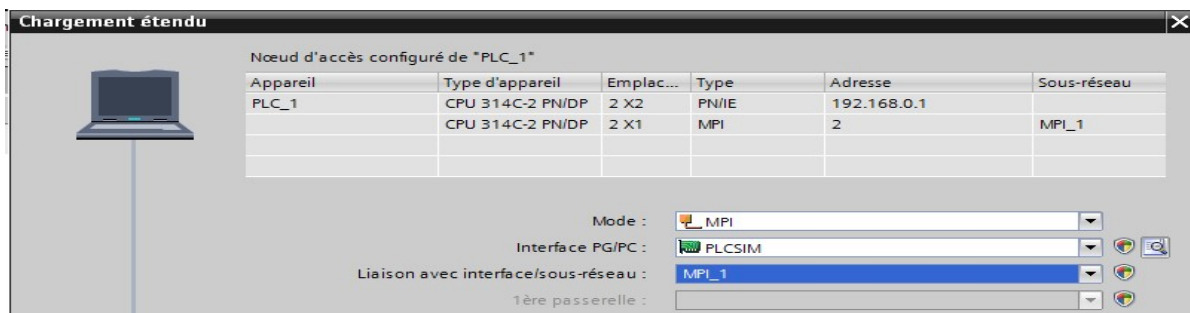 Chargement étendu
Nœud d'accès configuré de "PLC_1"
Appareil Type d'appareil Emplac... Type Adresse Sous-réseau
PLC_1 CPU 314C-2 PN/DP 2 X2 PN/IE 192.168.0.1
CPU 314C-2 PN/DP 2 X1 MPI 2 MPI_1
Mode : MPI
Interface PG/PC : PLCSIM
Liaison avec interface/sous-réseau : MPI_1
1ère passerelle :